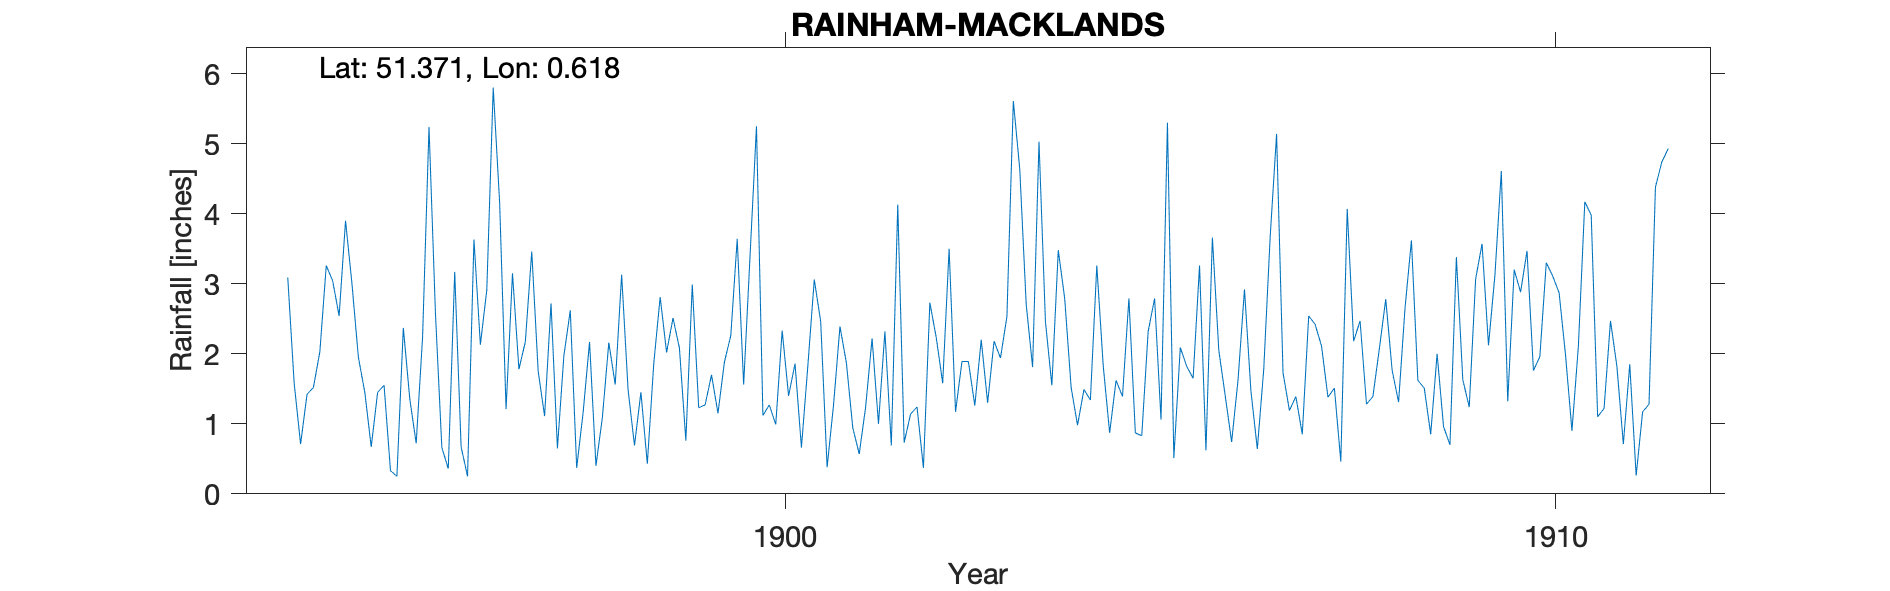 RAINHAM-MACKLANDS
Lat: 51.371, Lon: 0.618
6
5
4
3
2
1
0
Rainfall [inches]
1900
1910
Year